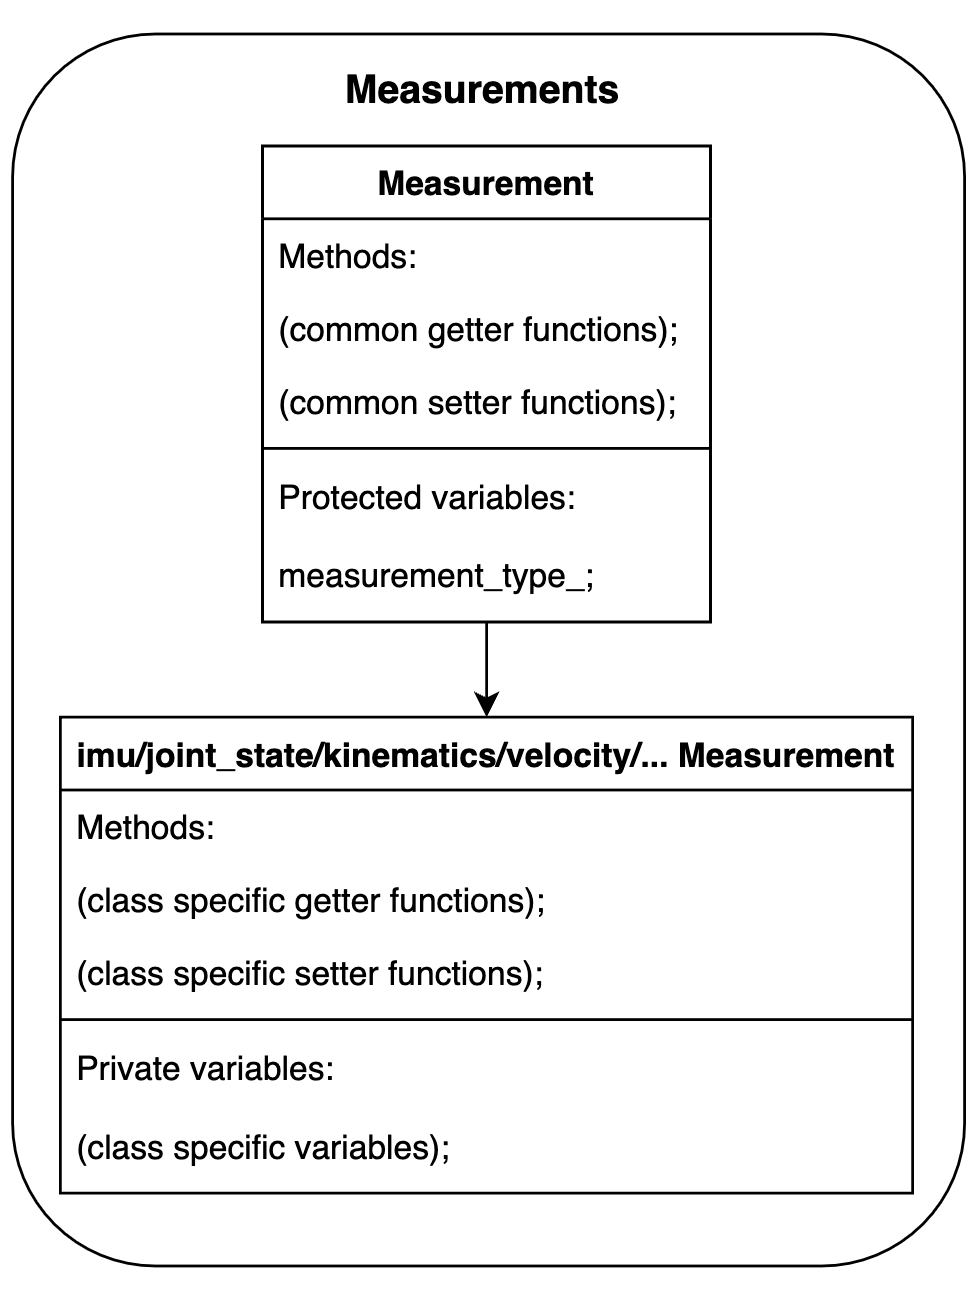 Measurements
Measurement
Methods:
(common getter functions);
(common setter functions);
Protected variables:
measurement_type_;
imu/joint_state/kinematics/velocity/... Measurement
Methods:
(class specific getter functions);
(class specific setter functions);
Private variables:
(class specific variables);